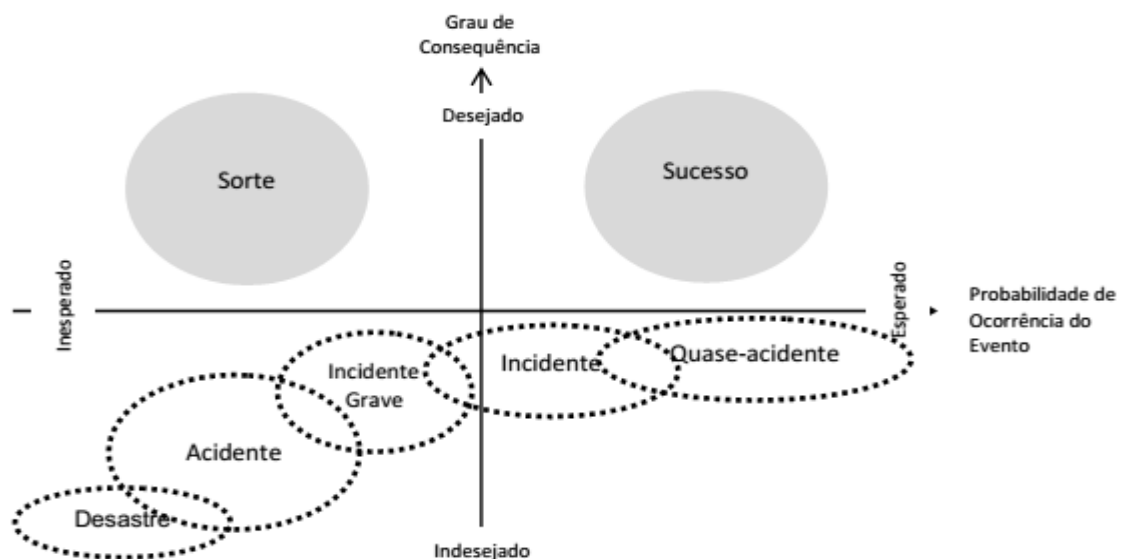 Grau de
Consequência
Desejado
Sorte
Sucesso
Inesperado
Esperado
Probabilidade de
Ocorrência do
Evento
Incidente
Grave
Incidente
Quase-acidente
Acidente
Desastre
Indesejado